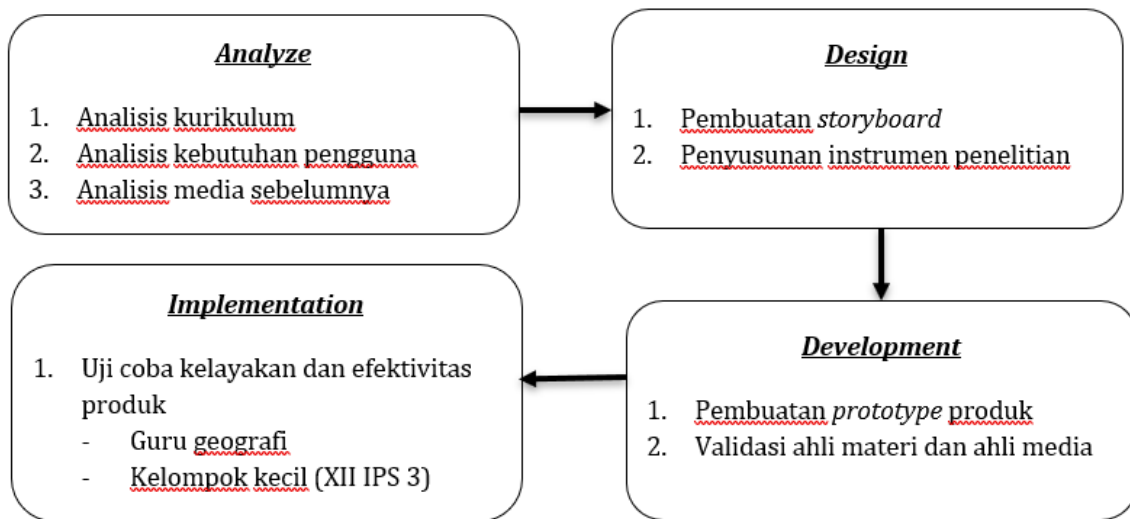 Analyze
1. Analisis kurikulum
2. Analisis kebutuhan pengguna
3. Analisis media sebelumnya
Design
1. Pembuatan storyboard
2. Penyusunan instrumen penelitian
Implementation
1. Uji coba kelayakan dan efektivitas
produk
- Guru geografi
- Kelompok kecil (XII IPS 3)
Development
1. Pembuatan prototype produk
2. Validasi ahli materi dan ahli media